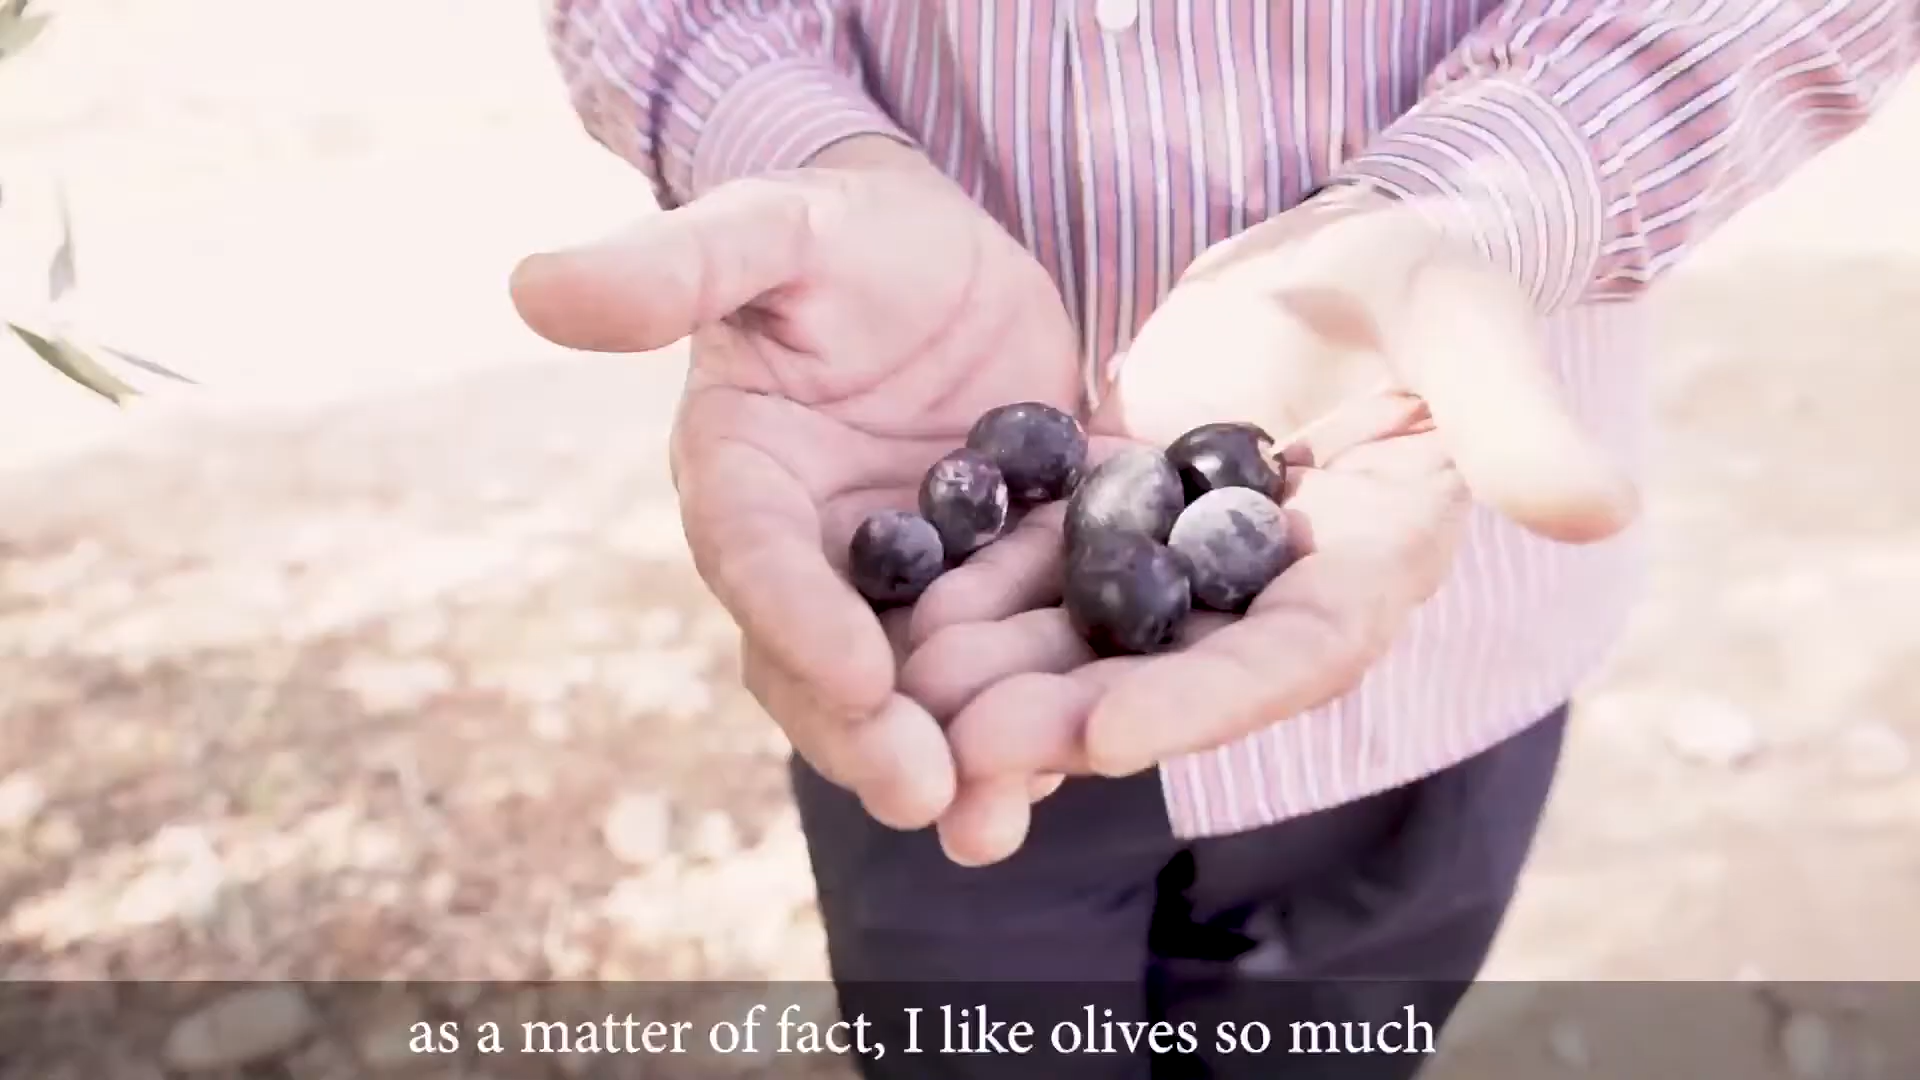 as a matter of fact, I like olives so much